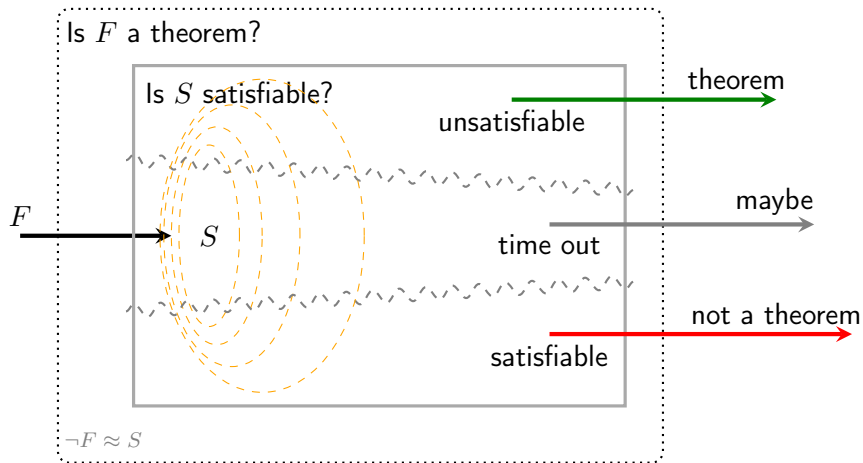 Is F a theorem?
Is S satisfiable?
theorem
unsatisfiable
F
S
maybe
time out
not a theorem
satisfiable
¬F ≈ S